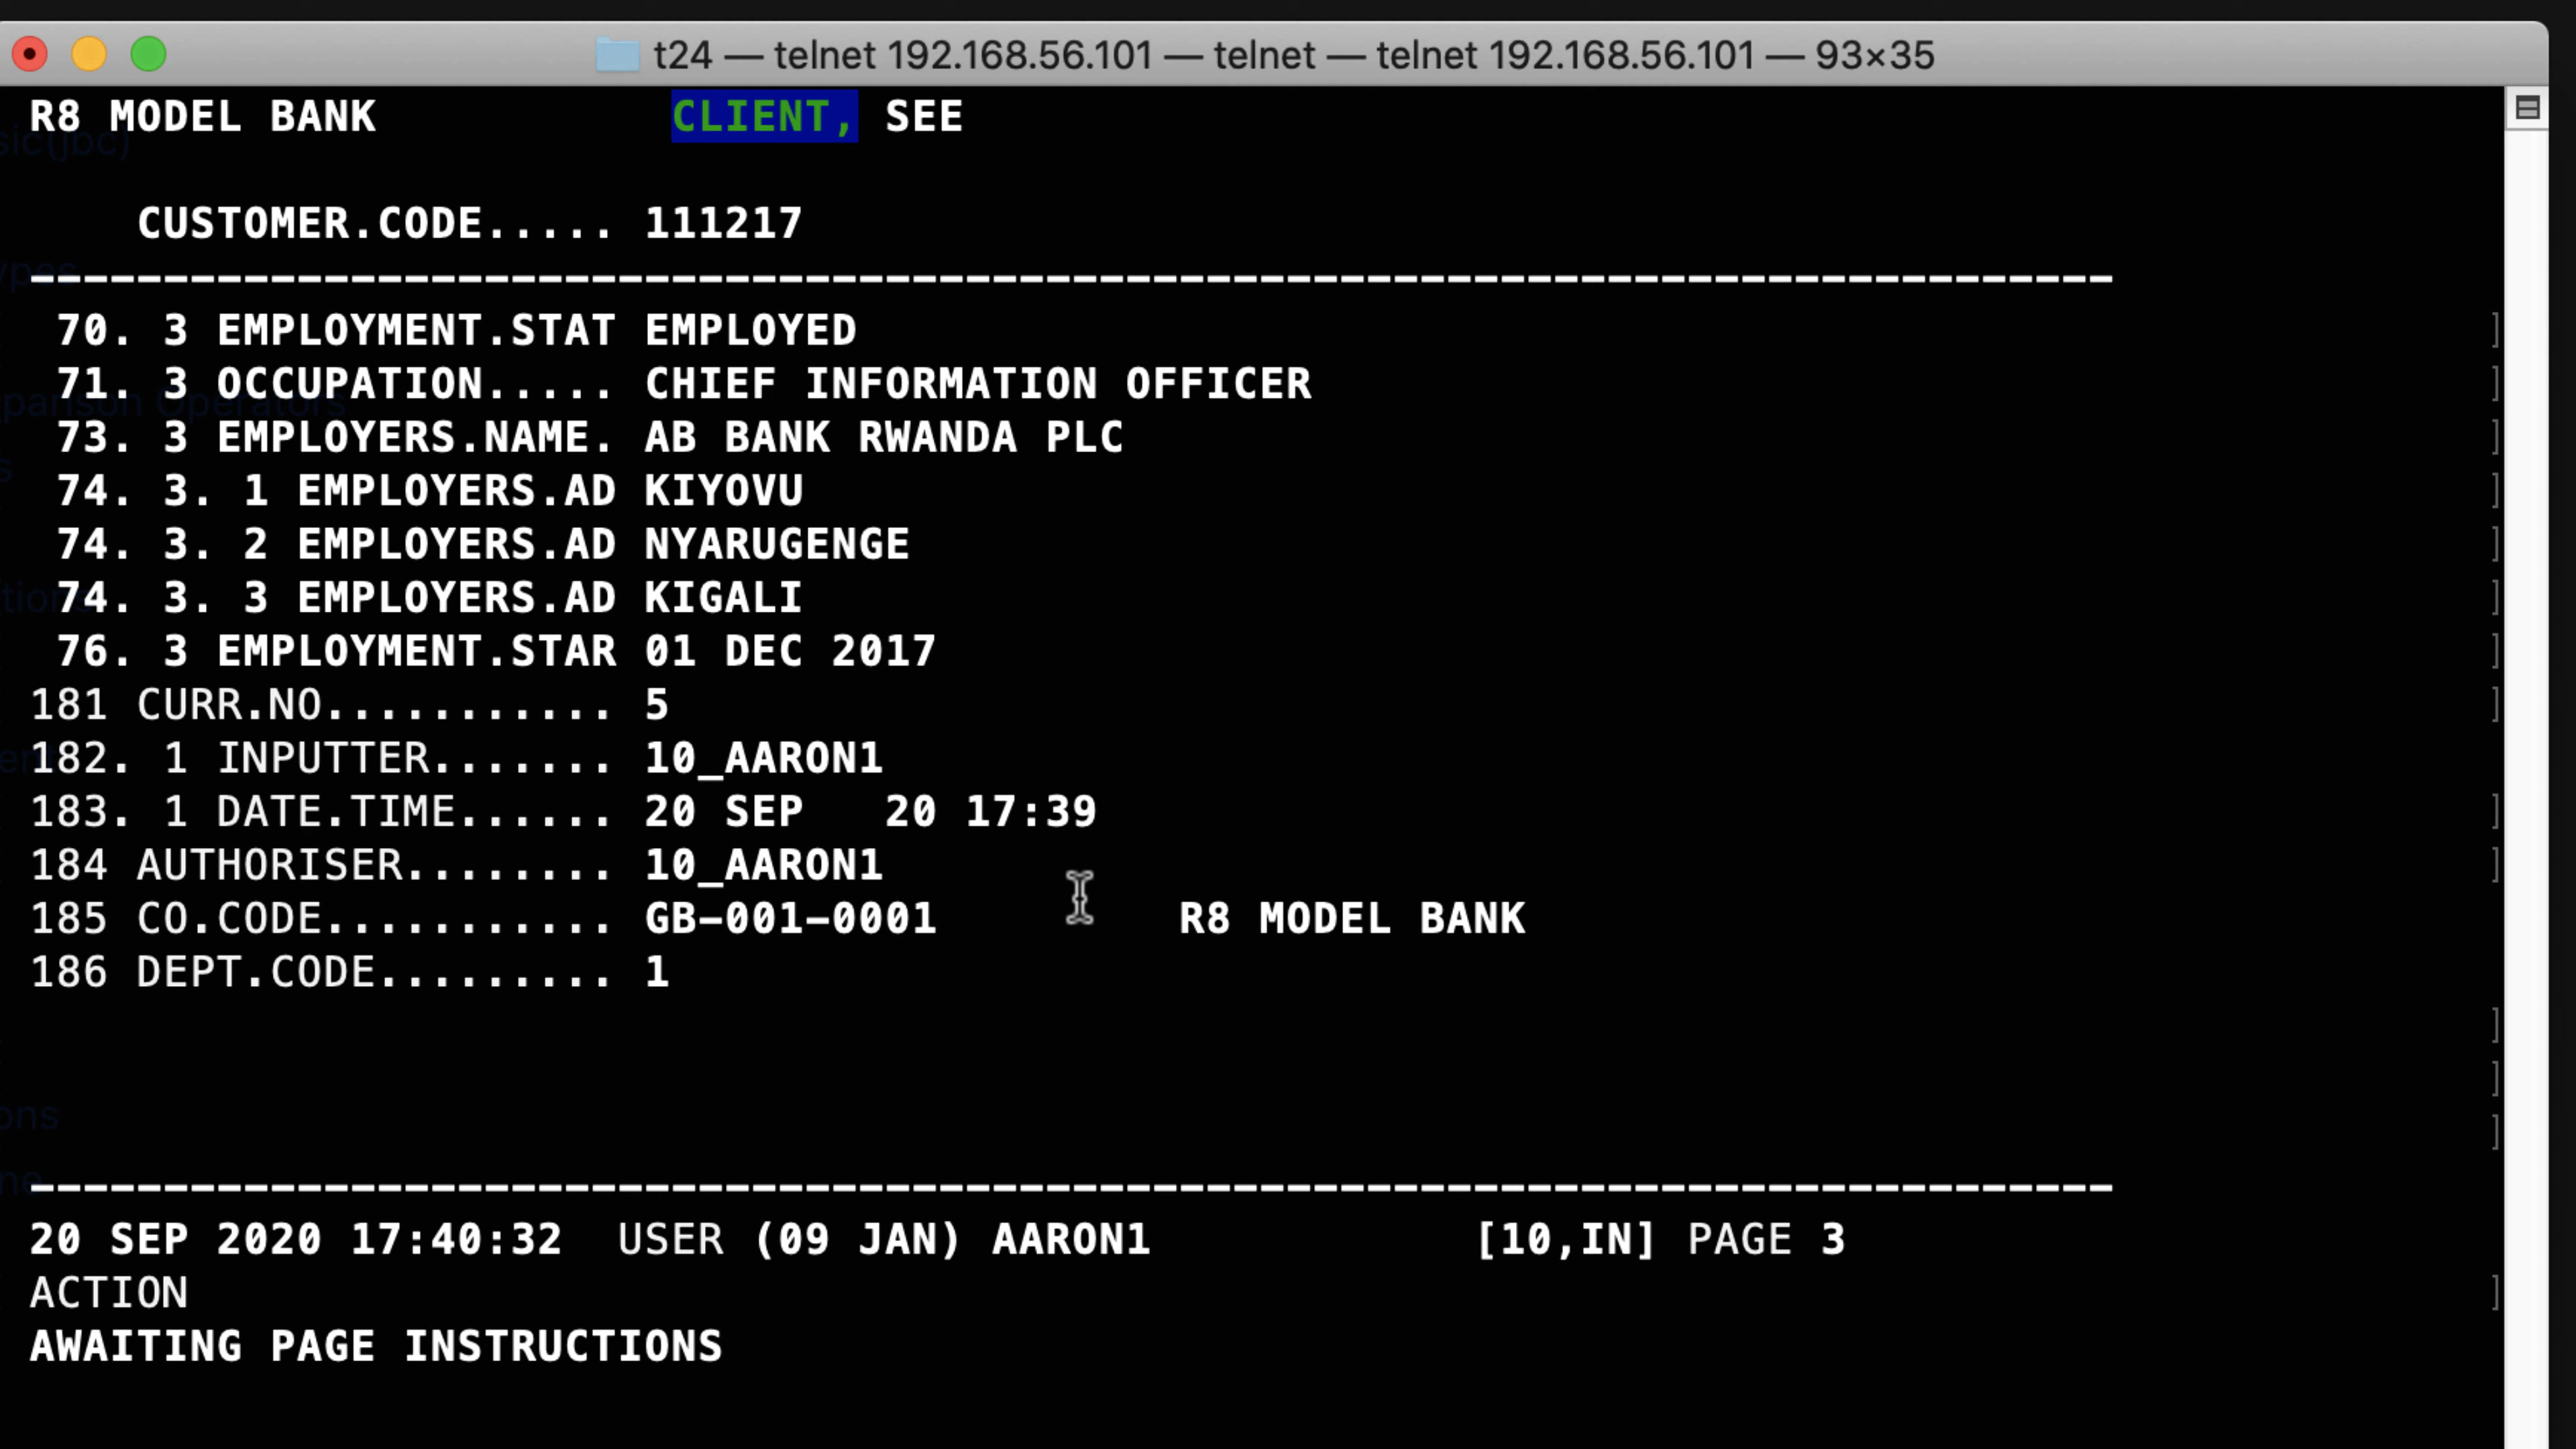 t24 — telnet 192.168.56.101 — telnet — telnet 192.168.56.101 — 93×35
R8 MODEL BANK CLIENT, SEE
CUSTOMER.CODE..... 111217
--------------------------------------------------------------------------------
70. 3 EMPLOYMENT.STAT EMPLOYED ]
71. 3 OCCUPATION..... CHIEF INFORMATION OFFICER ]
73. 3 EMPLOYERS.NAME. AB BANK RWANDA PLC ]
74. 3. 1 EMPLOYERS.AD KIYOVU ]
74. 3. 2 EMPLOYERS.AD NYARUGENGE ]
74. 3. 3 EMPLOYERS.AD KIGALI ]
76. 3 EMPLOYMENT.STAR 01 DEC 2017 ]
181 CURR.NO........... 5 ]
182. 1 INPUTTER....... 10_AARON1
183. 1 DATE.TIME...... 20 SEP 20 17:39 ]
184 AUTHORISER........ 10_AARON1 ]
185 CO.CODE........... GB-001-0001 R8 MODEL BANK
186 DEPT.CODE......... 1
]
]
]
--------------------------------------------------------------------------------
20 SEP 2020 17:40:32 USER (09 JAN) AARON1 [10,IN] PAGE 3
ACTION ]
AWAITING PAGE INSTRUCTIONS